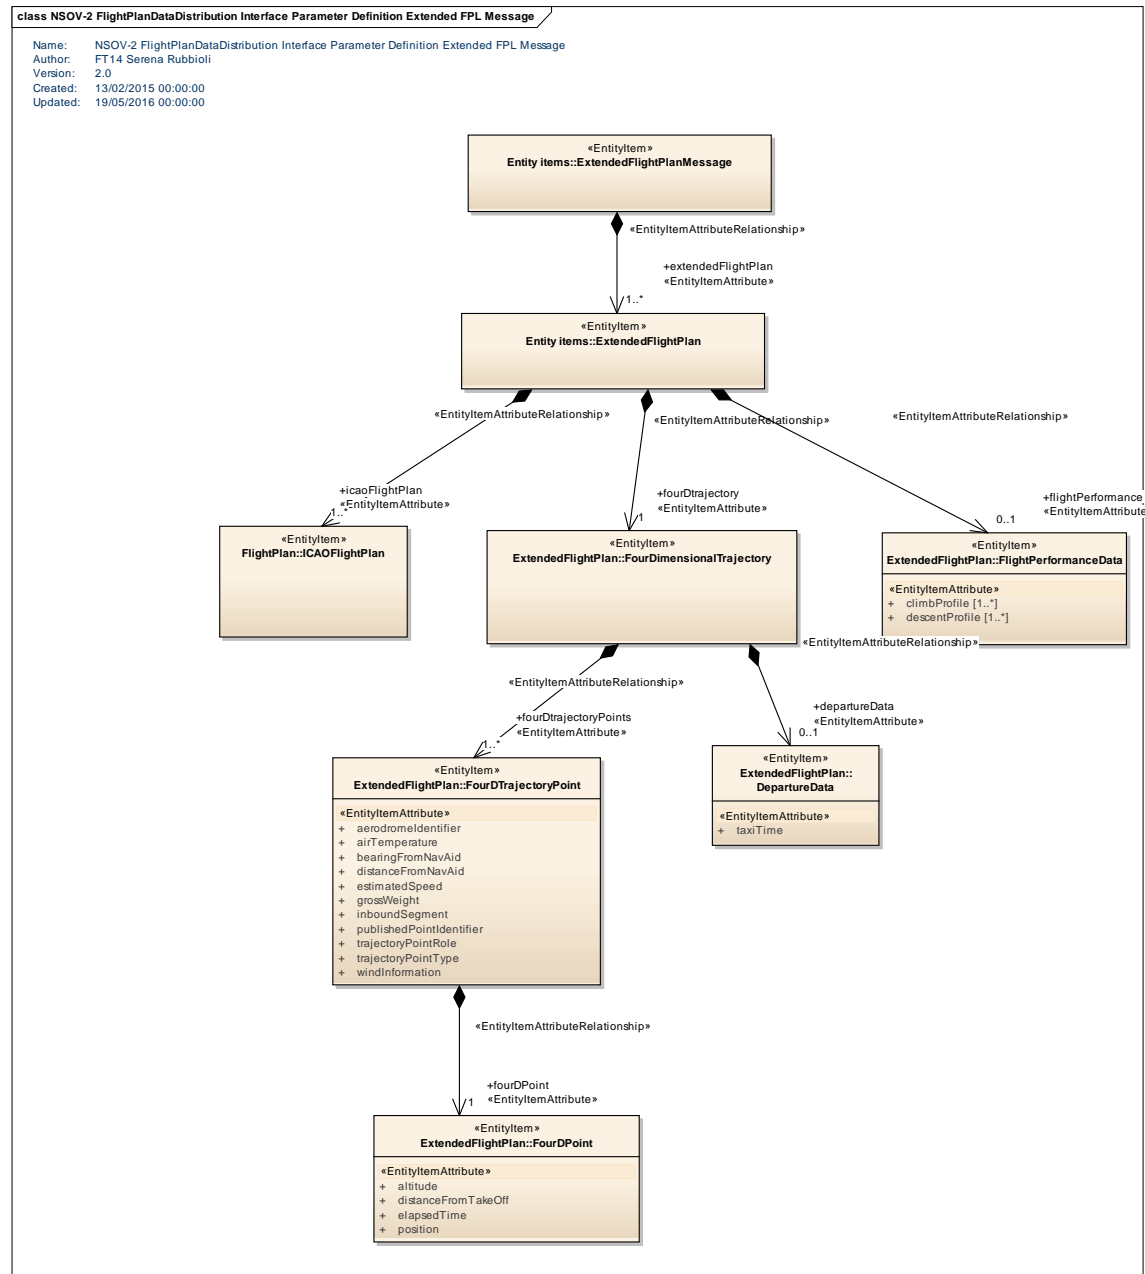 class NSOV-2 FlightPlanDataDistribution Interface Parameter Definition Extended FPL Message
Name: NSOV-2 FlightPlanDataDistribution Interface Parameter Definition Extended FPL Message
Author: FT14 Serena Rubbioli
Version: 2.0
Created: 13/02/2015 00:00:00
Updated: 19/05/2016 00:00:00
«EntityItem»
Entity items::ExtendedFlightPlanMessage
«EntityItemAttributeRelationship»
+extendedFlightPlan
«EntityItemAttribute»
1..*
«EntityItem»
Entity items::ExtendedFlightPlan
«EntityItemAttributeRelationship»
«EntityItemAttributeRelationship»
«EntityItemAttributeRelationship»
+icaoFlightPlan
«EntityItemAttribute»
1..*
+fourDtrajectory
«EntityItemAttribute»
1
+flightPerformance
«EntityItemAttribute
0..1
«EntityItem»
FlightPlan::ICAOFlightPlan
«EntityItem»
ExtendedFlightPlan::FourDimensionalTrajectory
«EntityItem»
ExtendedFlightPlan::FlightPerformanceData
«EntityItemAttribute»
+ climbProfile [1..*]
+ descentProfile [1..*]
«EntityItemAttributeRelationship»
«EntityItemAttributeRelationship»
+fourDtrajectoryPoints
«EntityItemAttribute»
1..*
+departureData
«EntityItemAttribute»
0..1
«EntityItem»
ExtendedFlightPlan::FourDTrajectoryPoint
«EntityItemAttribute»
+ aerodromeIdentifier
+ airTemperature
+ bearingFromNavAid
+ distanceFromNavAid
+ estimatedSpeed
+ grossWeight
+ inboundSegment
+ publishedPointIdentifier
+ trajectoryPointRole
+ trajectoryPointType
+ windInformation
«EntityItem»
ExtendedFlightPlan::
DepartureData
«EntityItemAttribute»
+ taxiTime
«EntityItemAttributeRelationship»
+fourDPoint
«EntityItemAttribute»
1
«EntityItem»
ExtendedFlightPlan::FourDPoint
«EntityItemAttribute»
+ altitude
+ distanceFromTakeOff
+ elapsedTime
+ position